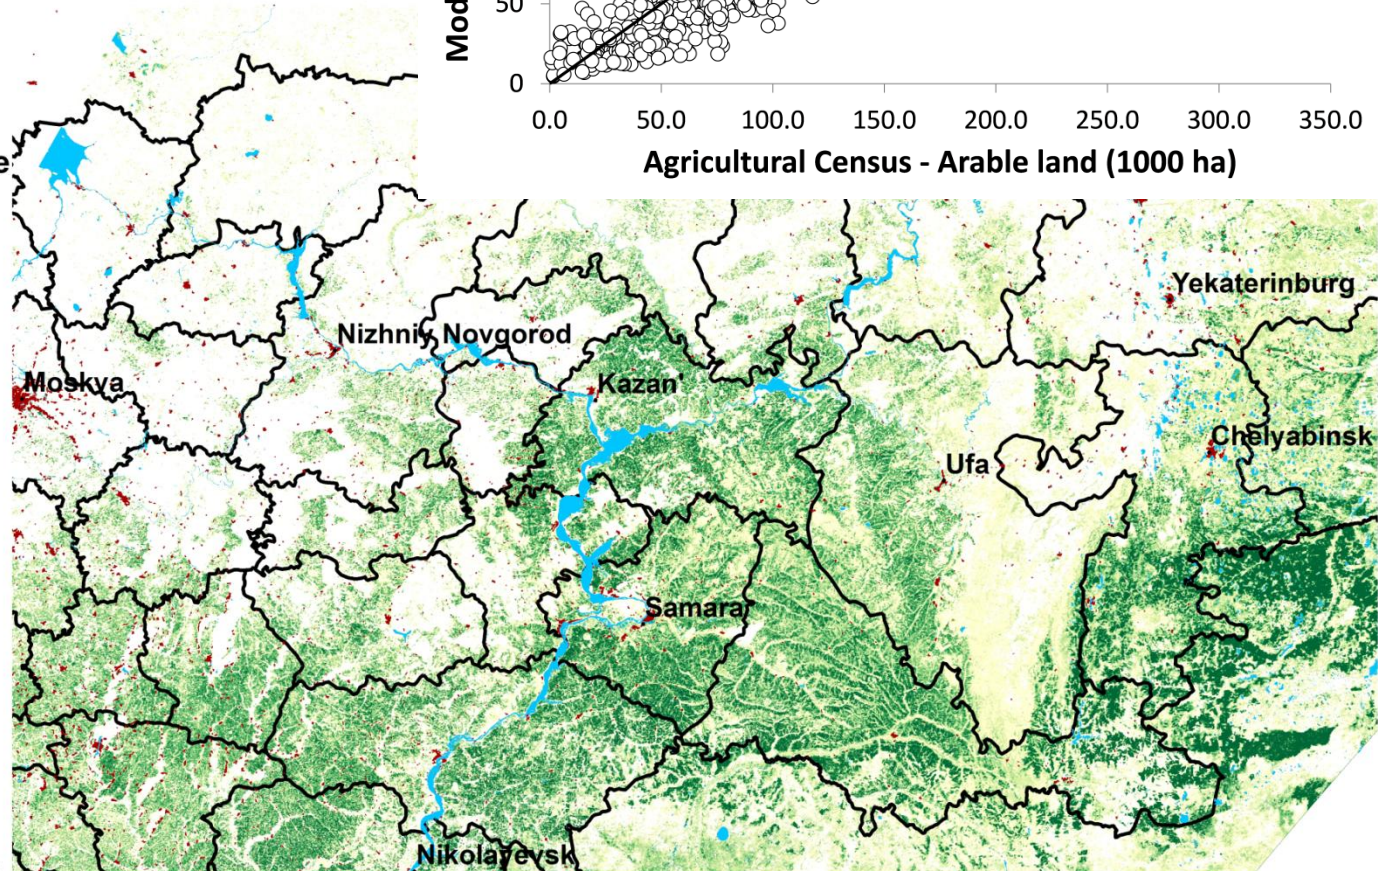 50
Mod
0
0.0 50.0 100.0 150.0 200.0 250.0 300.0 350.0
Agricultural Census - Arable land (1000 ha)
e
Yekaterinburg
Nizhniy Novgorod
Moskva
Kazan'
Chelyabinsk
Ufa
Samara
Nikolayevsk